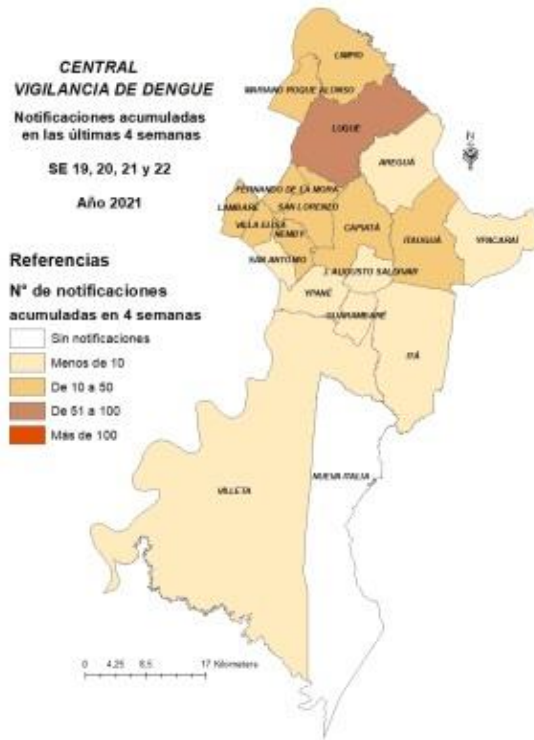 CENTRAL
VIGILANCIA DE DENGUE
Notificaciones acumuladas
en las últimas 4 semanas
SE 19, 20, 21 y 22
Año 2021
Referencias
N° de notificaciones
acumuladas en 4 semanas
Sin notificaciones
Menos de 10
De 10 a 50
De 51 a 100
Más de 100
LIMPIO
MARIANO ROQUE ALONSO
LUQUE
N
AREGUÁ
FERNANDO DE LA MORA
LAMBARÉ
SAN LORENZO
VILLA ELISA
ÑEMBY
CAPIATÁ
ITAUGUÁ
YPACARAÍ
SAN ANTONIO
J. AUGUSTO SALDIVAR
YPANÉ
GUARAMBARÉ
ITÁ
VILLETA
NUEVA ITALIA
0 4,25 8,5 17 Kilometers